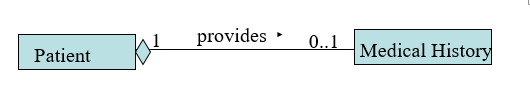 Patient 1 provides ‣ 0..1 Medical History